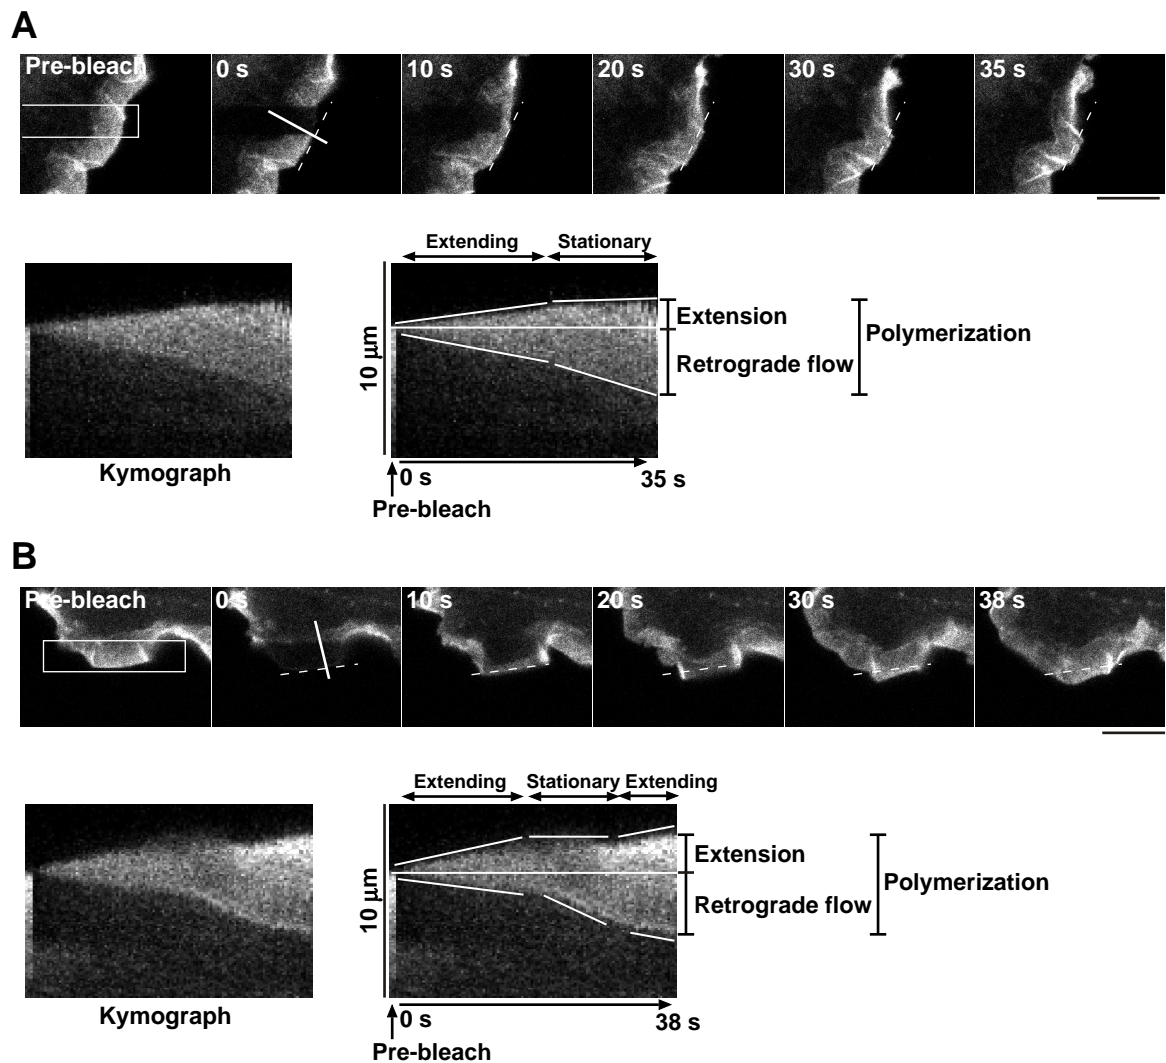 A
Pre-bleach 0 s 10 s 20 s 30 s 35 s
Extending Stationary
Extension
Polymerization
Retrograde flow
10 μm
Kymograph
0 s 35 s
Pre-bleach
B
Pre-bleach 0 s 10 s 20 s 30 s 38 s
Extending Stationary Extending
Extension
Polymerization
Retrograde flow
10 μm
Kymograph
0 s 38 s
Pre-bleach